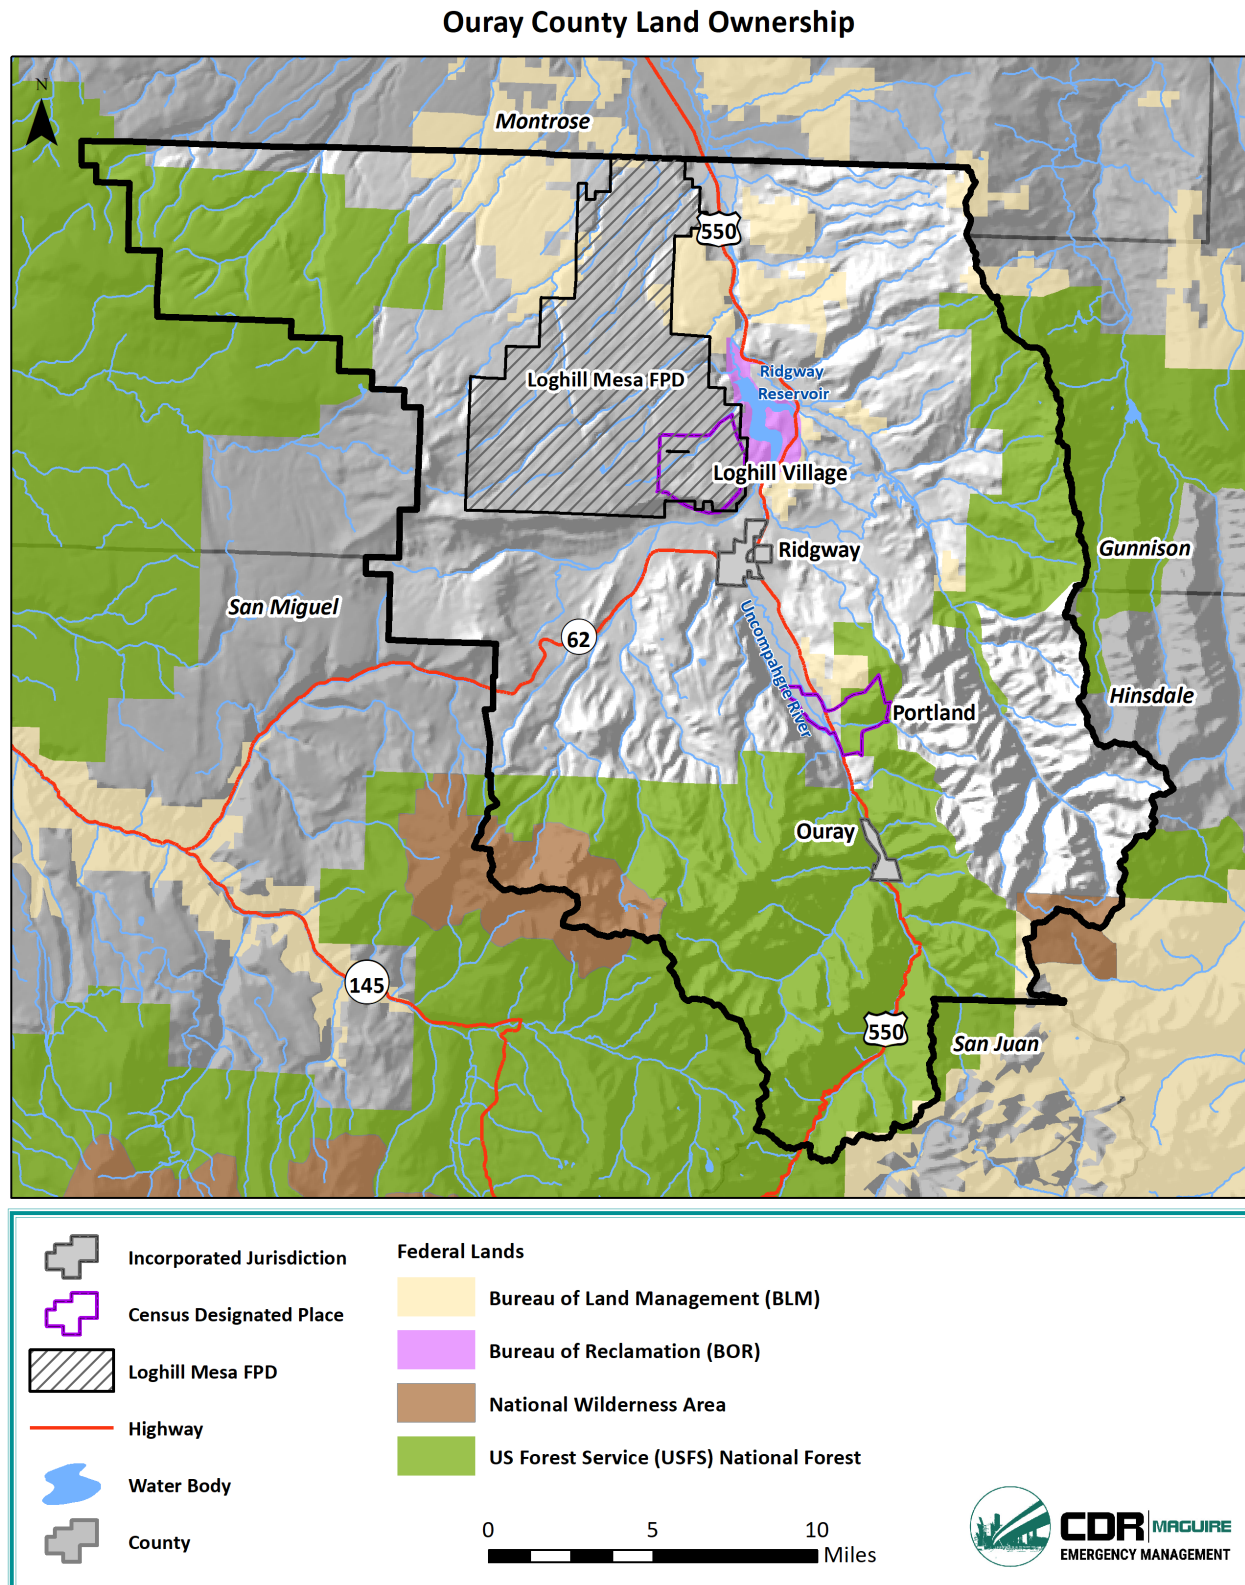 Ouray County Land Ownership
N
Montrose
550
Ridgway
Reservoir
Loghill Mesa FPD
Loghill Village
Ridgway
Gunnison
San Miguel
62
Uncompahgre River
Hinsdale
Portland
Ouray
145
550
San Juan
Incorporated Jurisdiction
Census Designated Place
Loghill Mesa FPD
Highway
Water Body
County
Federal Lands
Bureau of Land Management (BLM)
Bureau of Reclamation (BOR)
National Wilderness Area
US Forest Service (USFS) National Forest
0 5 10
Miles
CDR MAGUIRE
EMERGENCY MANAGEMENT